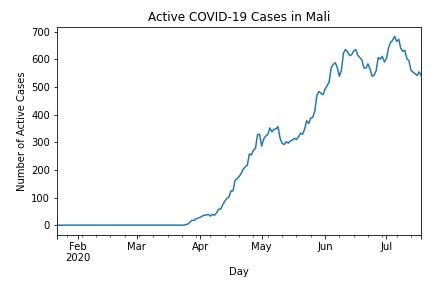 Active COVID-19 Cases in Mali
Number of Active Cases
700
600
500
400
300
200
100
0
Feb Mar Apr May Jun Jul
2020
Day